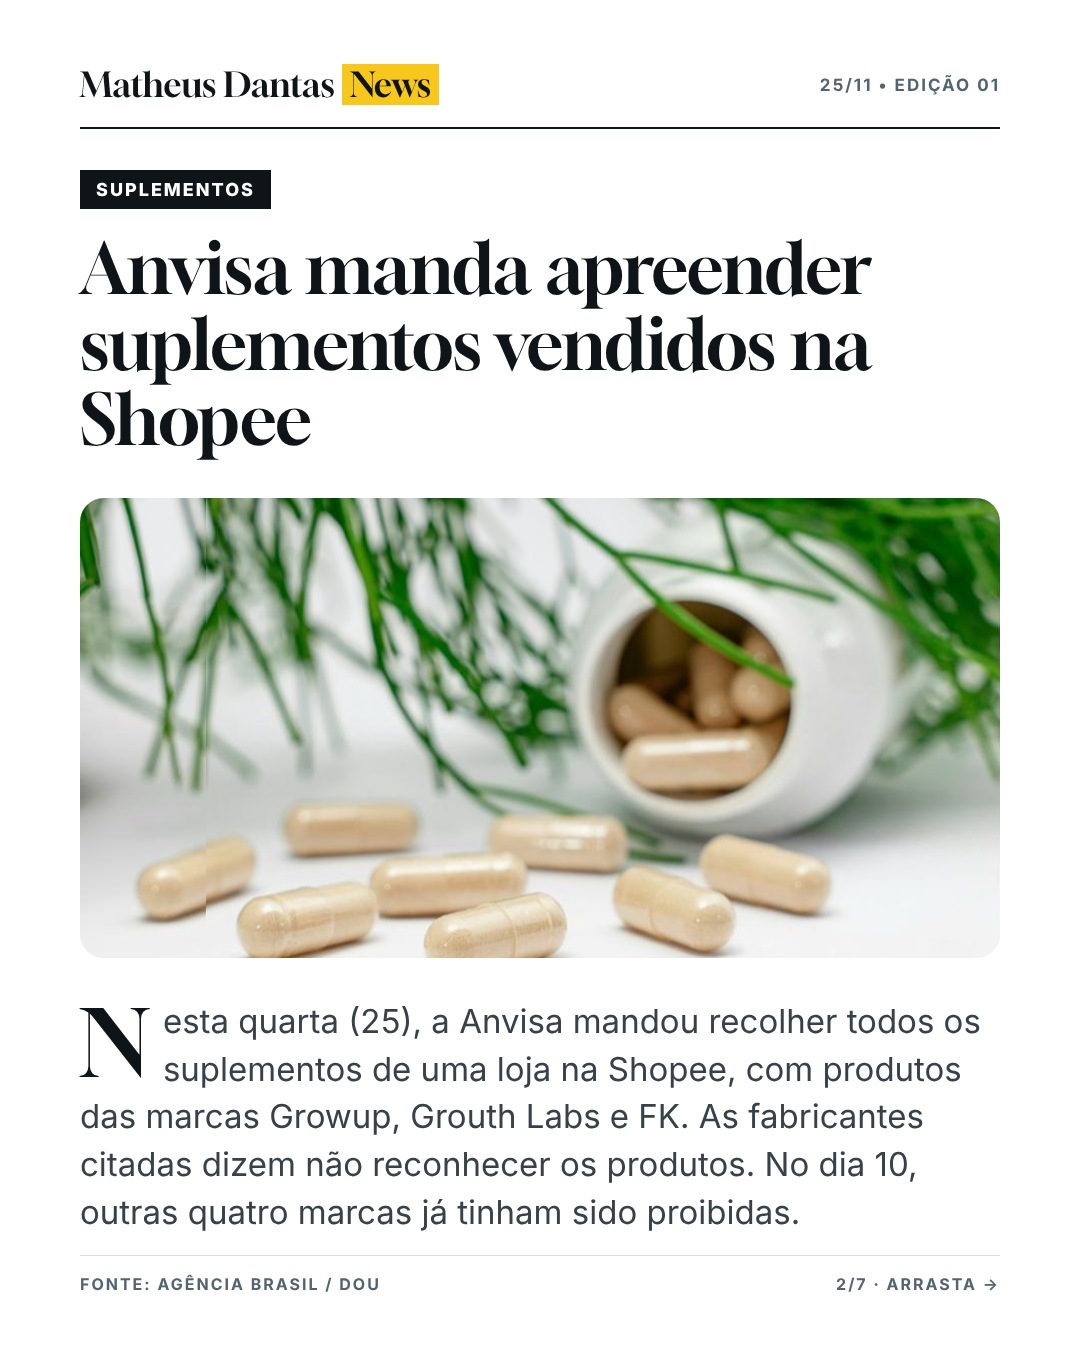 Matheus Dantas News
25/11 • EDIÇÃO 01
SUPLEMENTOS
Anvisa manda apreender
suplementos vendidos na
Shopee
Nesta quarta (25), a Anvisa mandou recolher todos os
suplementos de uma loja na Shopee, com produtos
das marcas Growup, Grouth Labs e FK. As fabricantes
citadas dizem não reconhecer os produtos. No dia 10,
outras quatro marcas já tinham sido proibidas.
FONTE: AGÊNCIA BRASIL / DOU
2/7 · ARRASTA →